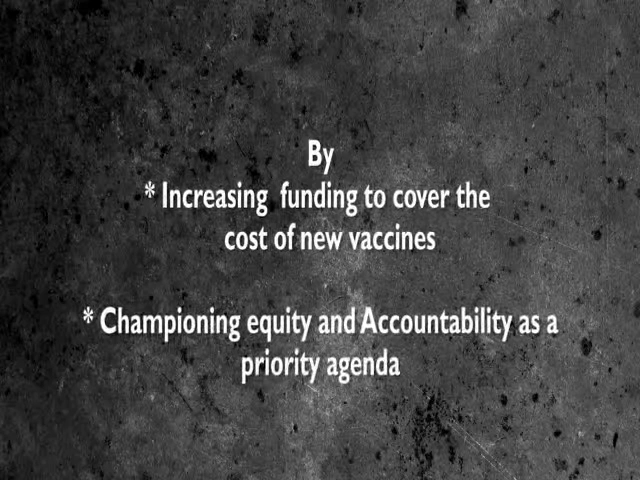 By
* Increasing funding to cover the
cost of new vaccines
* Championing equity and Accountability as a
priority agenda